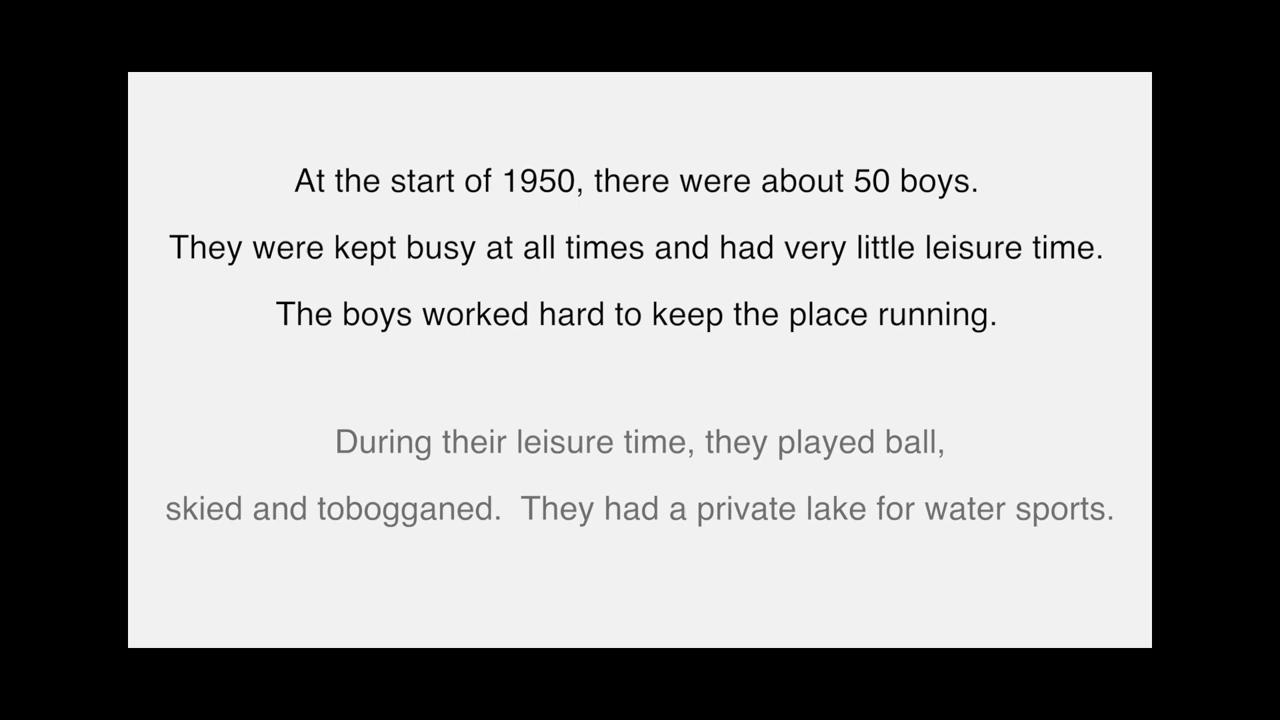 At the start of 1950, there were about 50 boys.
They were kept busy at all times and had very little leisure time.
The boys worked hard to keep the place running.
During their leisure time, they played ball,
skied and tobogganed.  They had a private lake for water sports.